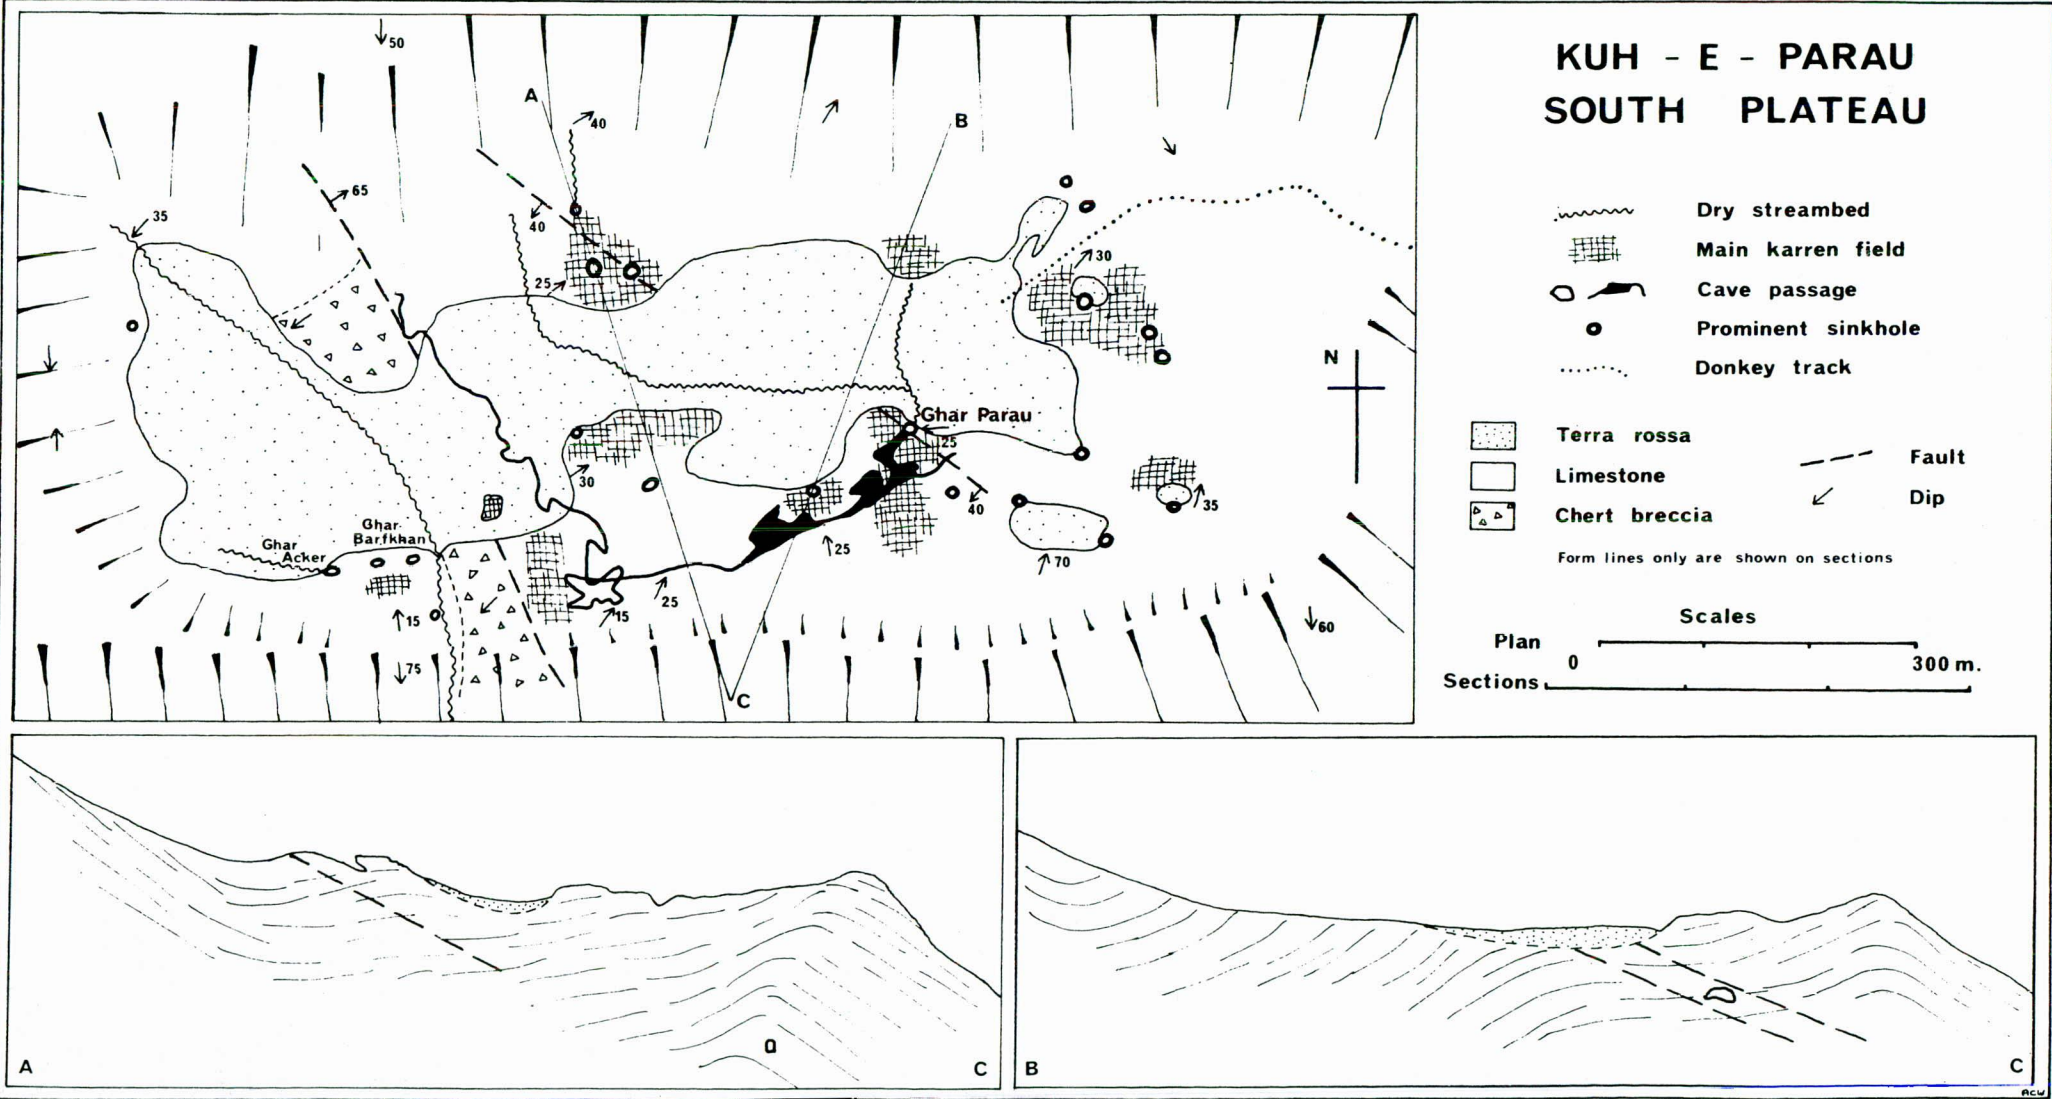 KUH - E - PARAU
SOUTH PLATEAU
Dry streambed
Main karren field
Cave passage
Prominent sinkhole
Donkey track
Terra rossa
Limestone
Chert breccia
Fault
Dip
Form lines only are shown on sections
Scales
Plan
0
300 m.
Sections
N
50
A
40
B
65
35
40
25
30
Ghar Parau
25
30
40
35
Ghar
Barfkhan
Ghar
Acker
25
70
15
25
15
60
75
C
A
C
B
C
ACW